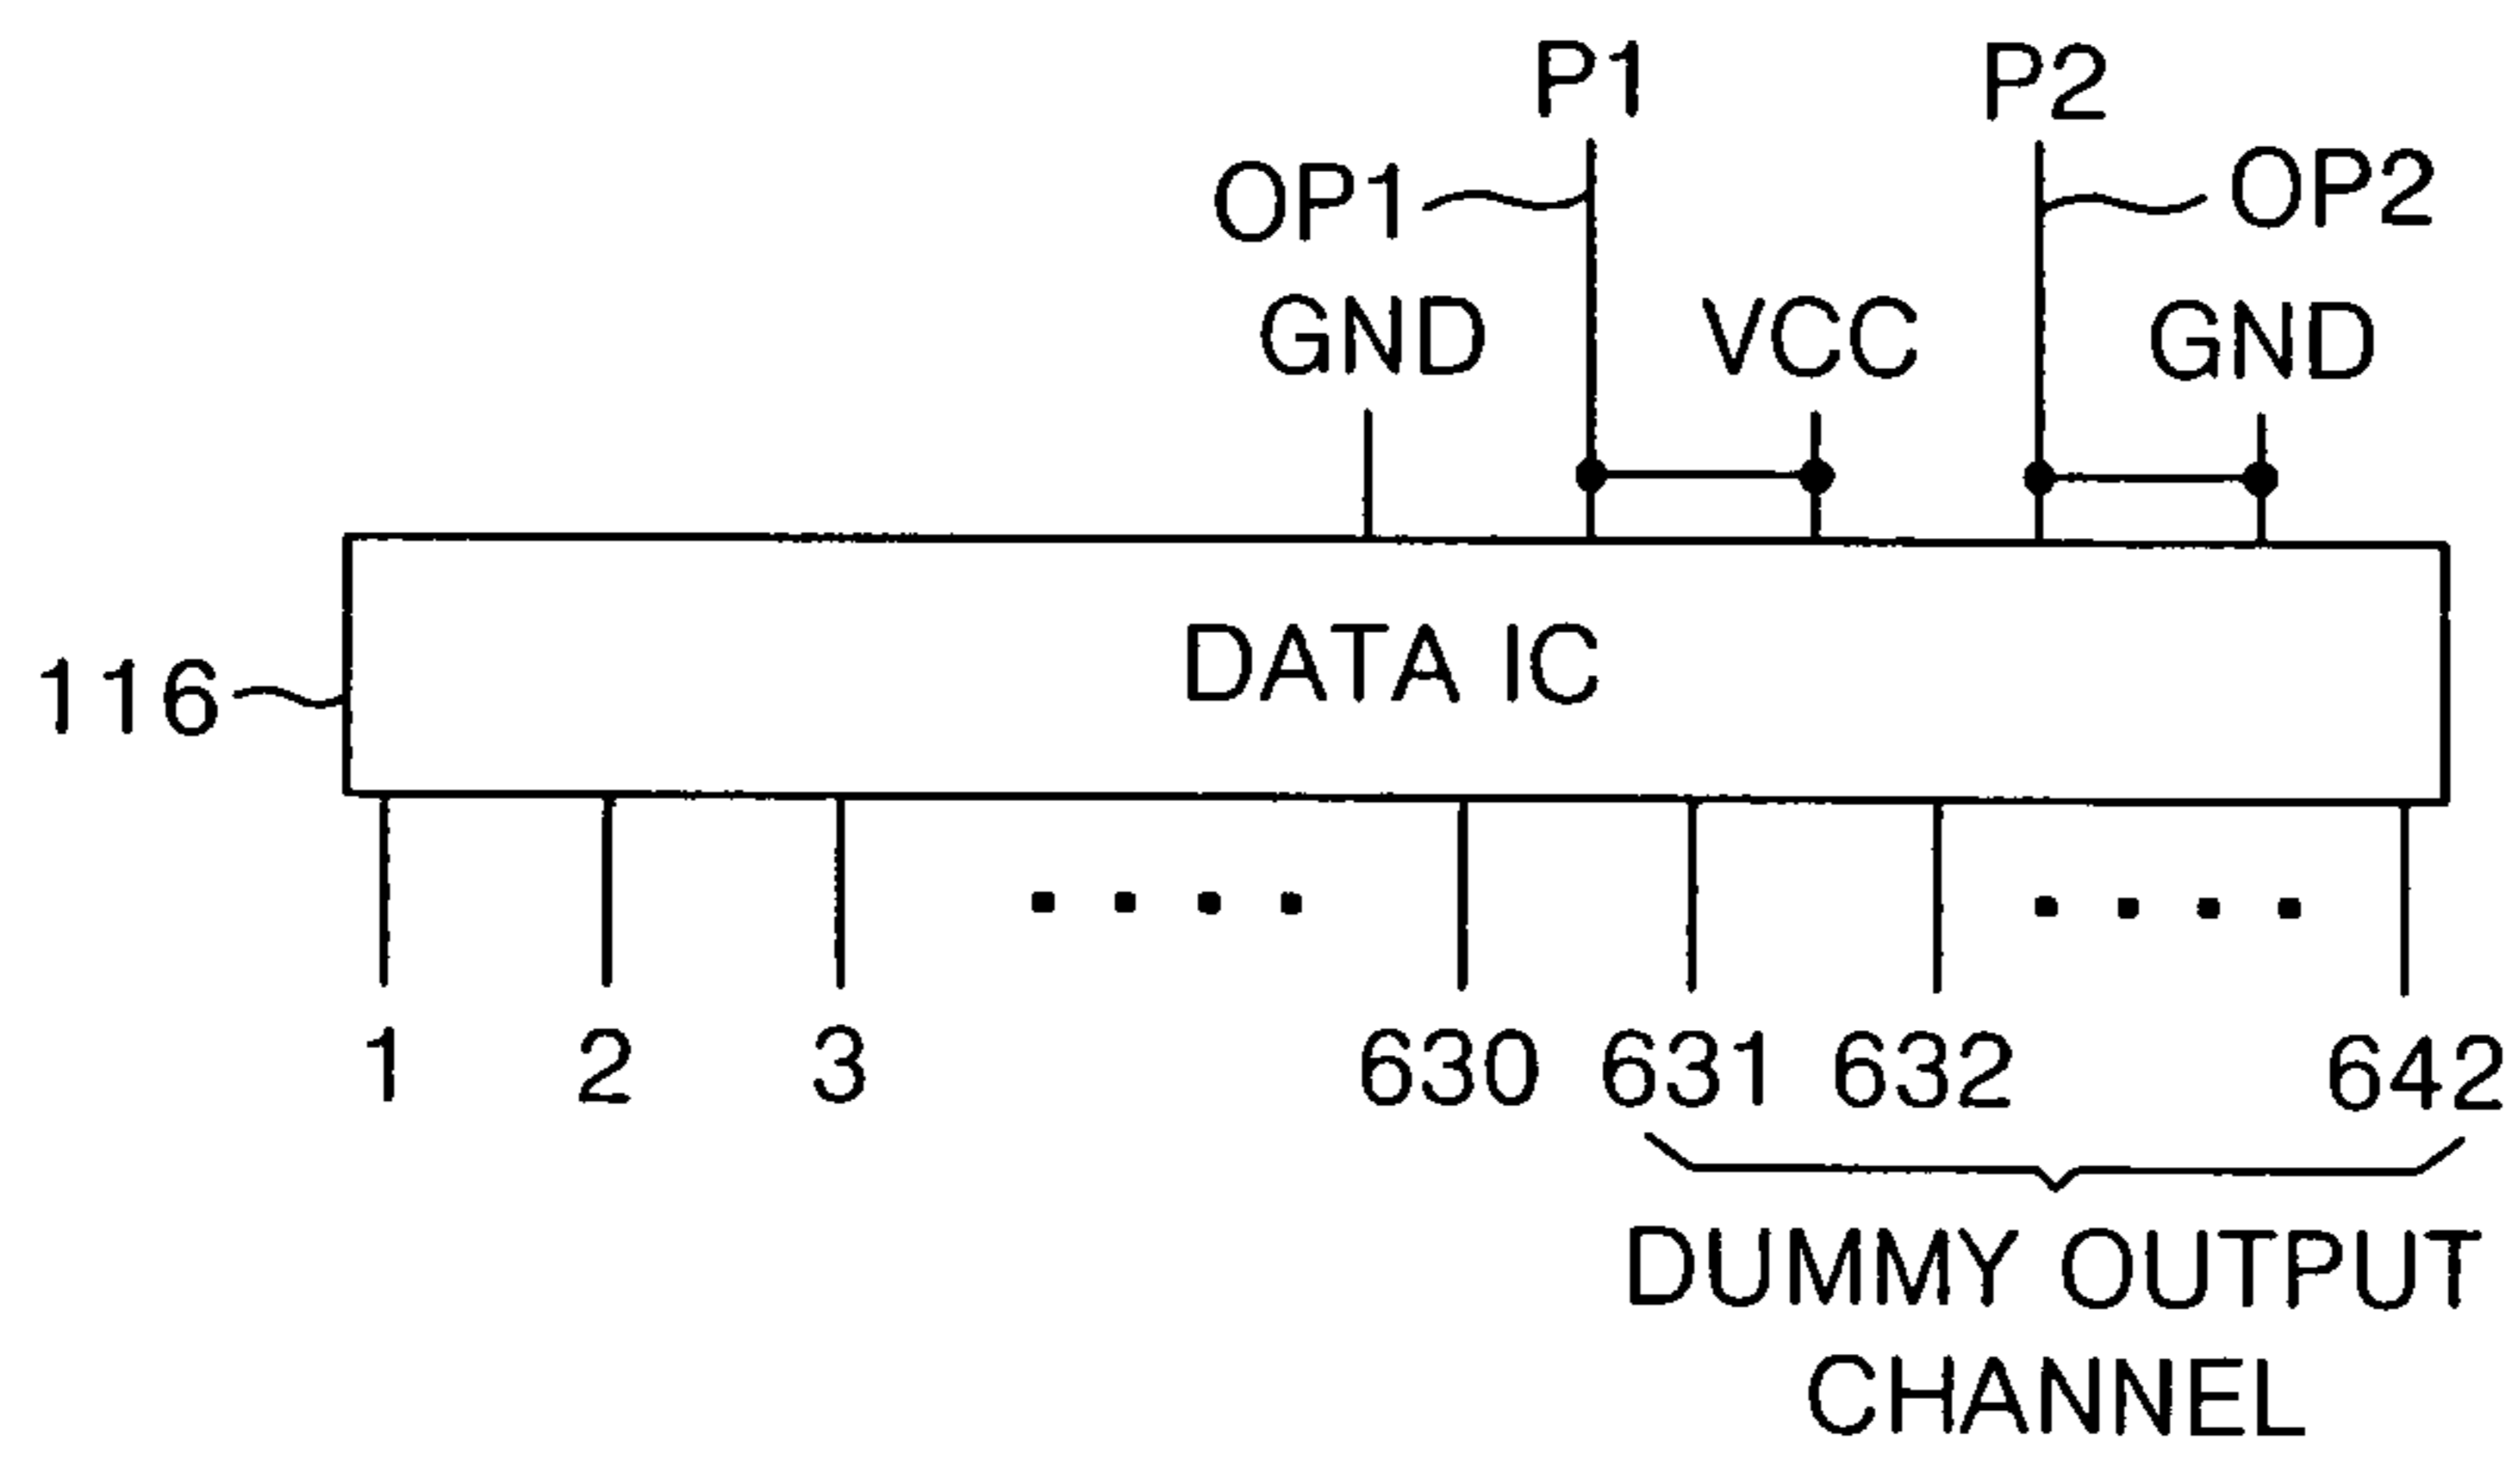 P1 P2
OP1 OP2
GND VCC GND
DATA IC
116
1 2 3 630 631 632 642
DUMMY OUTPUT
CHANNEL